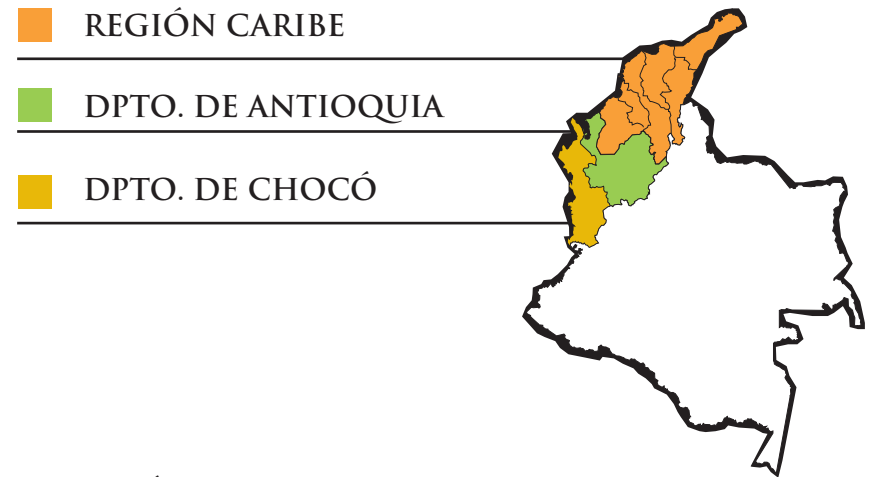 REGIÓN CARIBE
DPTO. DE ANTIOQUIA
DPTO. DE CHOCÓ